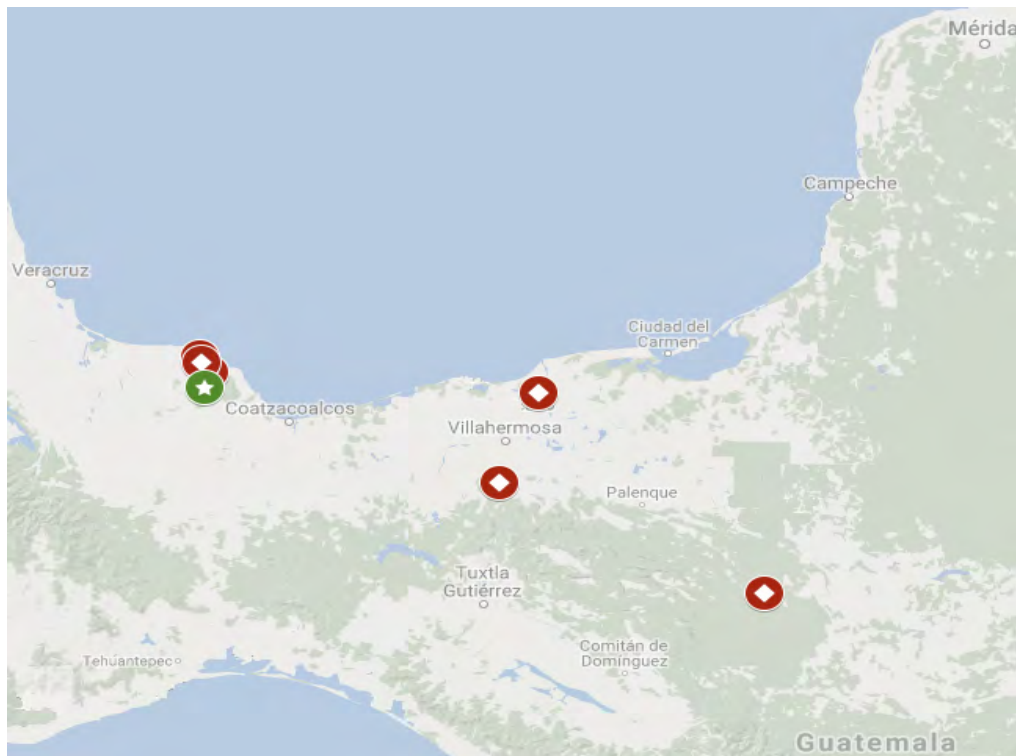 Mérida
Campeche
Veracruz
Ciudad del
Carmen
Coatzacoalcos
Villahermosa
Palenque
Tuxtla
Gutiérrez
Comitán de
Domínguez
Tehuantepec
Guatemala